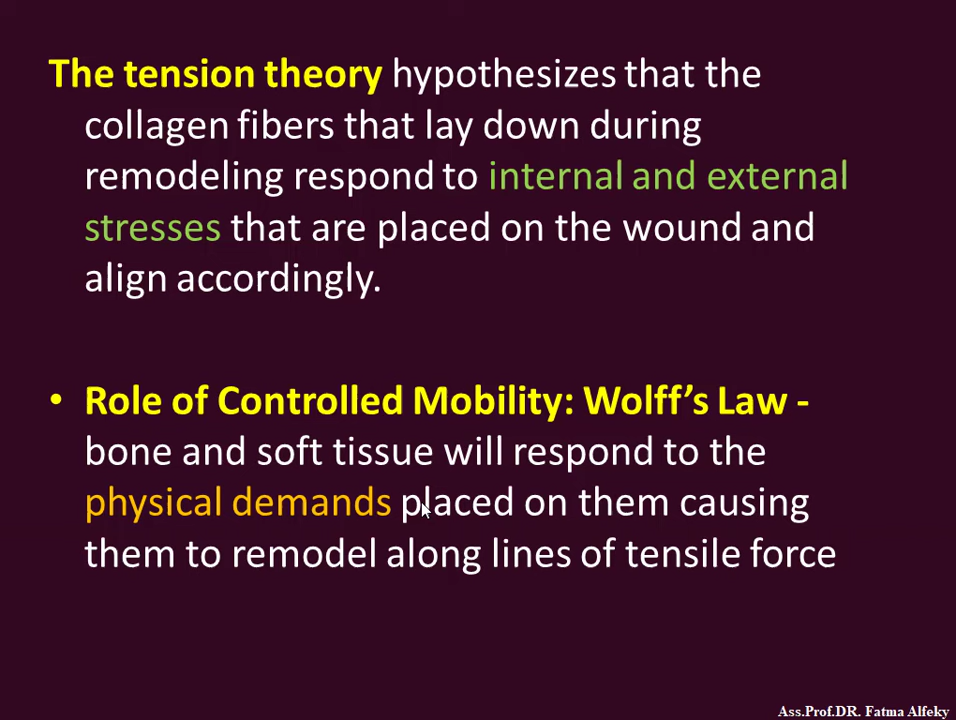 The tension theory hypothesizes that the
collagen fibers that lay down during
remodeling respond to internal and external
stresses that are placed on the wound and
align accordingly.
• Role of Controlled Mobility: Wolff’s Law -
bone and soft tissue will respond to the
physical demands placed on them causing
them to remodel along lines of tensile force
Ass.Prof.DR. Fatma Alfeky